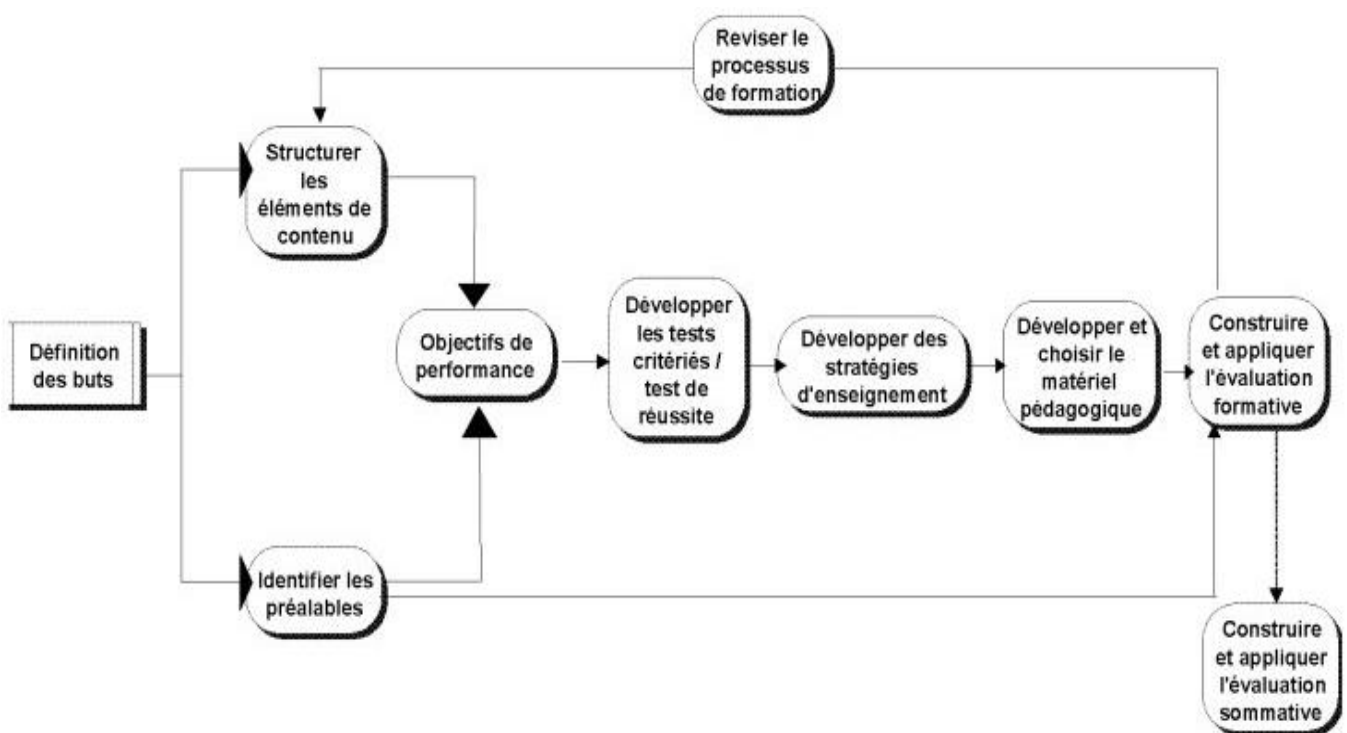 Reviser le
processus
de formation
Structurer
les
éléments de
contenu
Définition
des buts
Objectifs de
performance
Développer
les tests
critériés /
test de
réussite
Développer des
stratégies
d'enseignement
Développer et
choisir le
matériel
pédagogique
Construire
et appliquer
l'évaluation
formative
Identifier les
préalables
Construire
et appliquer
l'évaluation
sommative